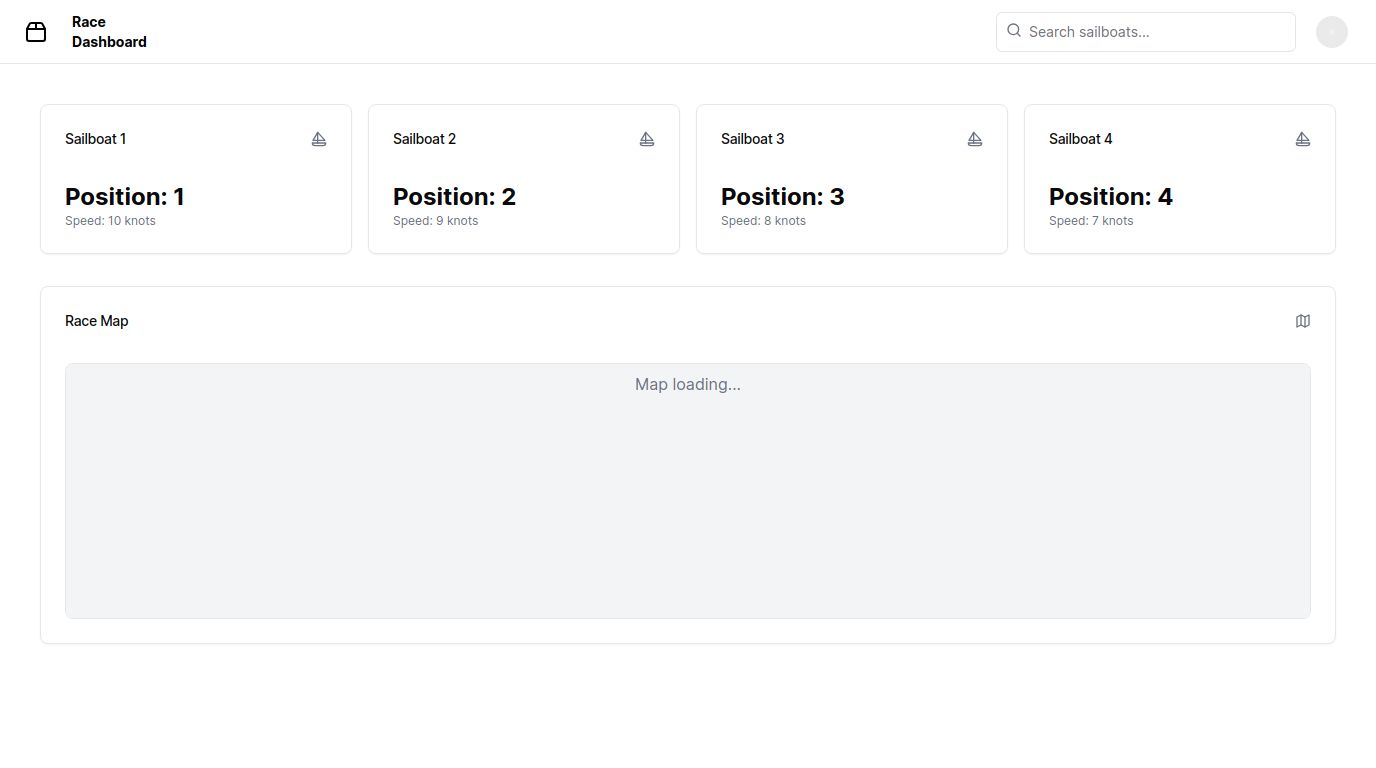 Race
Dashboard
Search sailboats...
Sailboat 1
Position: 1
Speed: 10 knots
Sailboat 2
Position: 2
Speed: 9 knots
Sailboat 3
Position: 3
Speed: 8 knots
Sailboat 4
Position: 4
Speed: 7 knots
Race Map
Map loading...